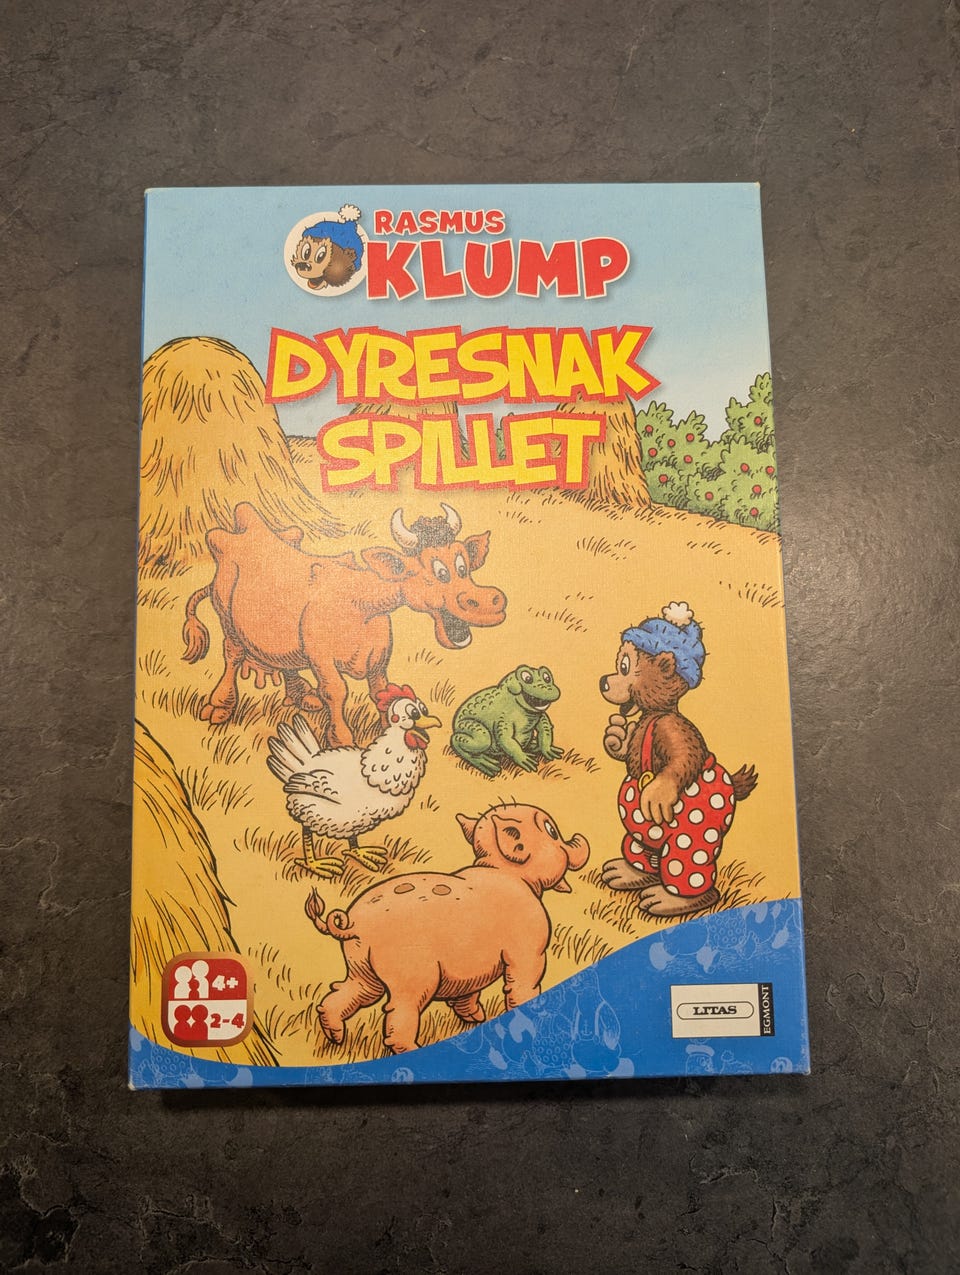 RASMUS
KLUMP
DYRESNAK
SPILLET
4+
2-4
LITAS
EGMONT